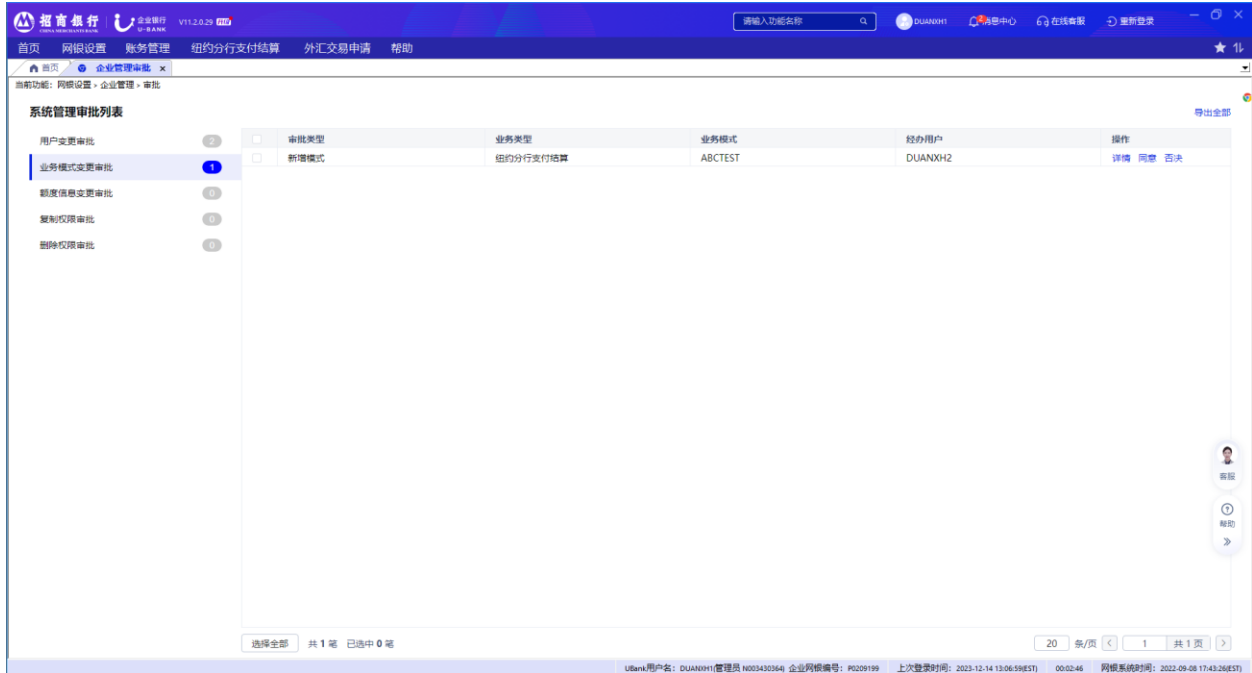 招商银行 企业银行 V11.2.0.29 请输入功能名称 DUANXH1 消息中心 在线客服 重新登录
CHINA MERCHANTS BANK U-BANK
首页 网银设置 账务管理 纽约分行支付结算 外汇交易申请 帮助
首页 企业管理审批 x
当前功能：网银设置 > 企业管理 > 审批
系统管理审批列表 导出全部
用户变更审批 2 审批类型 业务类型 业务模式 经办用户 操作
业务模式变更审批 1 新增模式 纽约分行支付结算 ABCTEST DUANXH2 详情 同意 否决
额度信息变更审批 0
复制权限审批 0
删除权限审批 0
客服
帮助
选择全部 共 1 笔 已选中 0 笔 20 条/页 1 共 1 页
UBank用户名：DUANXH1(管理员 N003430364) 企业网银编号：P0209199 上次登录时间：2023-12-14 13:06:59(EST) 00:02:46 网银系统时间：2022-09-08 17:43:26(EST)